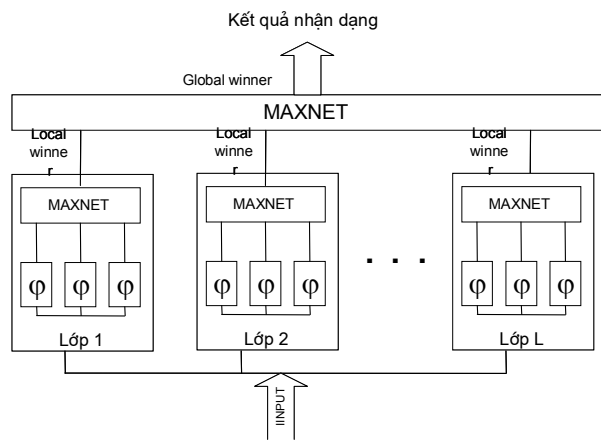 Kết quả nhận dạng
Global winner
MAXNET
Local
winne
r
Local
winne
r
Local
winne
r
MAXNET
MAXNET
MAXNET
φ φ φ
φ φ φ
. . .
φ φ φ
Lớp 1
Lớp 2
Lớp L
IINPUT